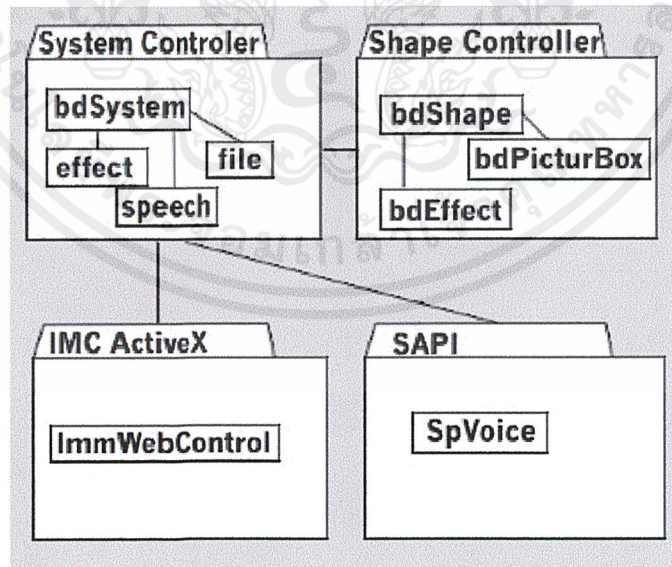 System Controler
bdSystem
effect
file
speech
Shape Controller
bdShape
bdPicturBox
bdEffect
IMC ActiveX
ImmWebControl
SAPI
SpVoice